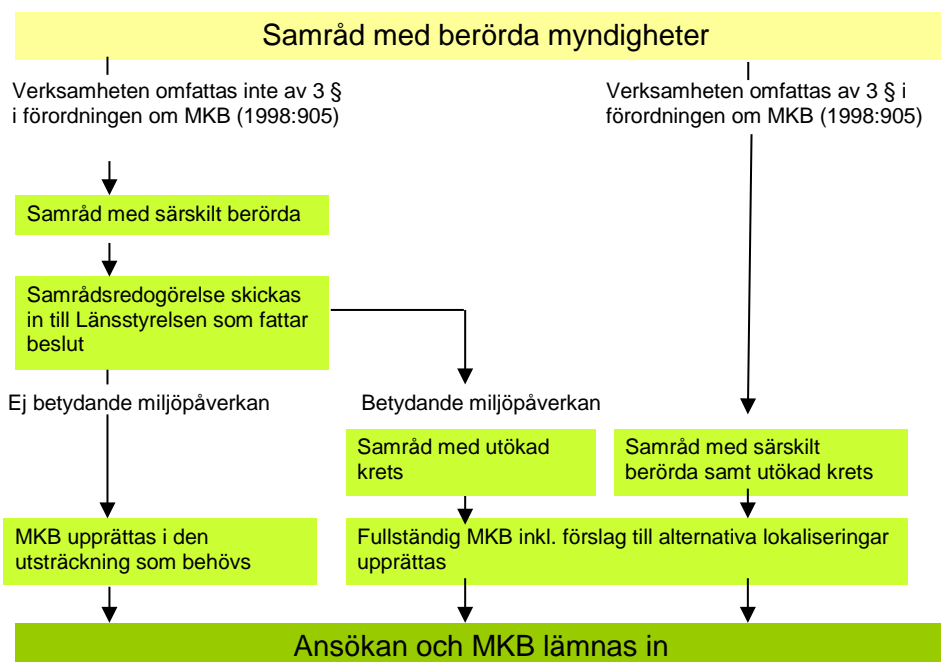 Samråd med berörda myndigheter
Verksamheten omfattas inte av 3 §
i förordningen om MKB (1998:905)
Verksamheten omfattas av 3 § i
förordningen om MKB (1998:905)
Samråd med särskilt berörda
Samrådsredogörelse skickas
in till Länsstyrelsen som fattar
beslut
Ej betydande miljöpåverkan
Betydande miljöpåverkan
Samråd med utökad
krets
Samråd med särskilt
berörda samt utökad krets
MKB upprättas i den
utsträckning som behövs
Fullständig MKB inkl. förslag till alternativa lokaliseringar
upprättas
Ansökan och MKB lämnas in